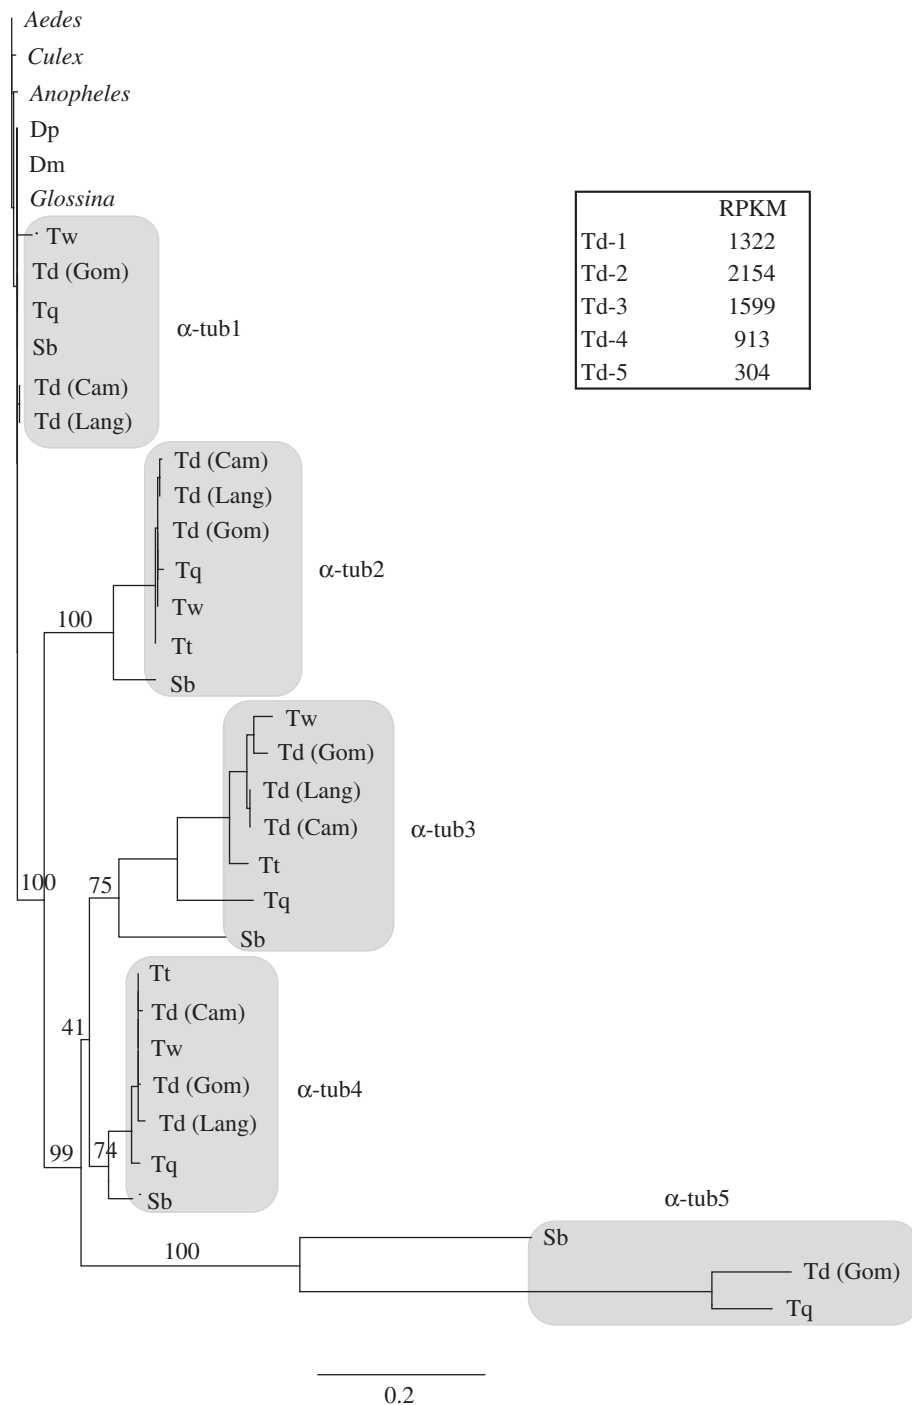 Aedes
Culex
Anopheles
Dp
Dm
Glossina
Tw
Td (Gom)
Tq
Sb
Td (Cam)
Td (Lang)
α-tub1
RPKM
Td-1 1322
Td-2 2154
Td-3 1599
Td-4 913
Td-5 304
Td (Cam)
Td (Lang)
Td (Gom)
Tq
Tw
Tt
Sb
α-tub2
100
Tw
Td (Gom)
Td (Lang)
Td (Cam)
Tt
Tq
Sb
α-tub3
100
75
Tt
Td (Cam)
Tw
Td (Gom)
Td (Lang)
Tq
Sb
α-tub4
41
99
74
α-tub5
Sb
Td (Gom)
Tq
100
0.2